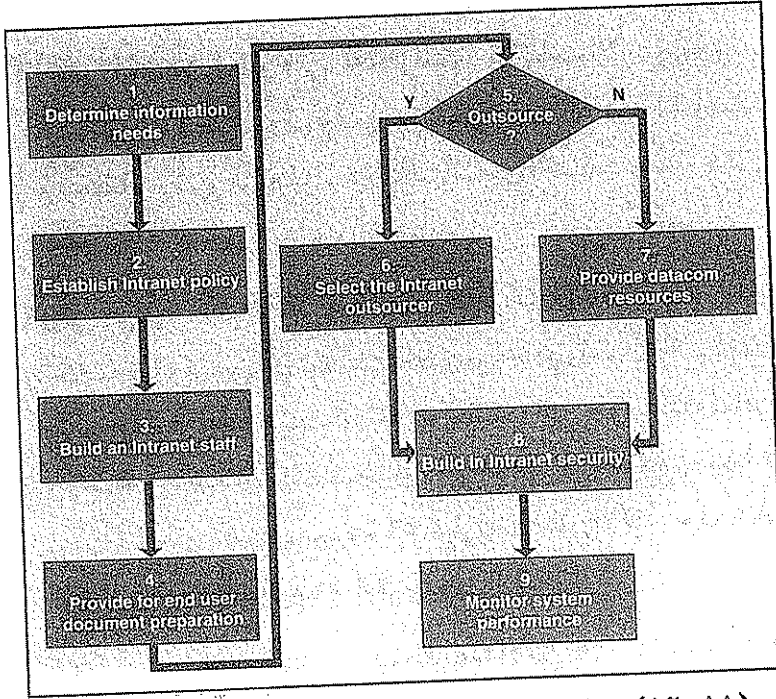 1.
Determine information
needs
2.
Establish Intranet policy
3.
Build an Intranet staff
4.
Provide for end user
document preparation
5.
Outsource
?
Y
N
6.
Select the Intranet
outsourcer
7.
Provide datacom
resources
8.
Build in Intranet security
9.
Monitor system
performance